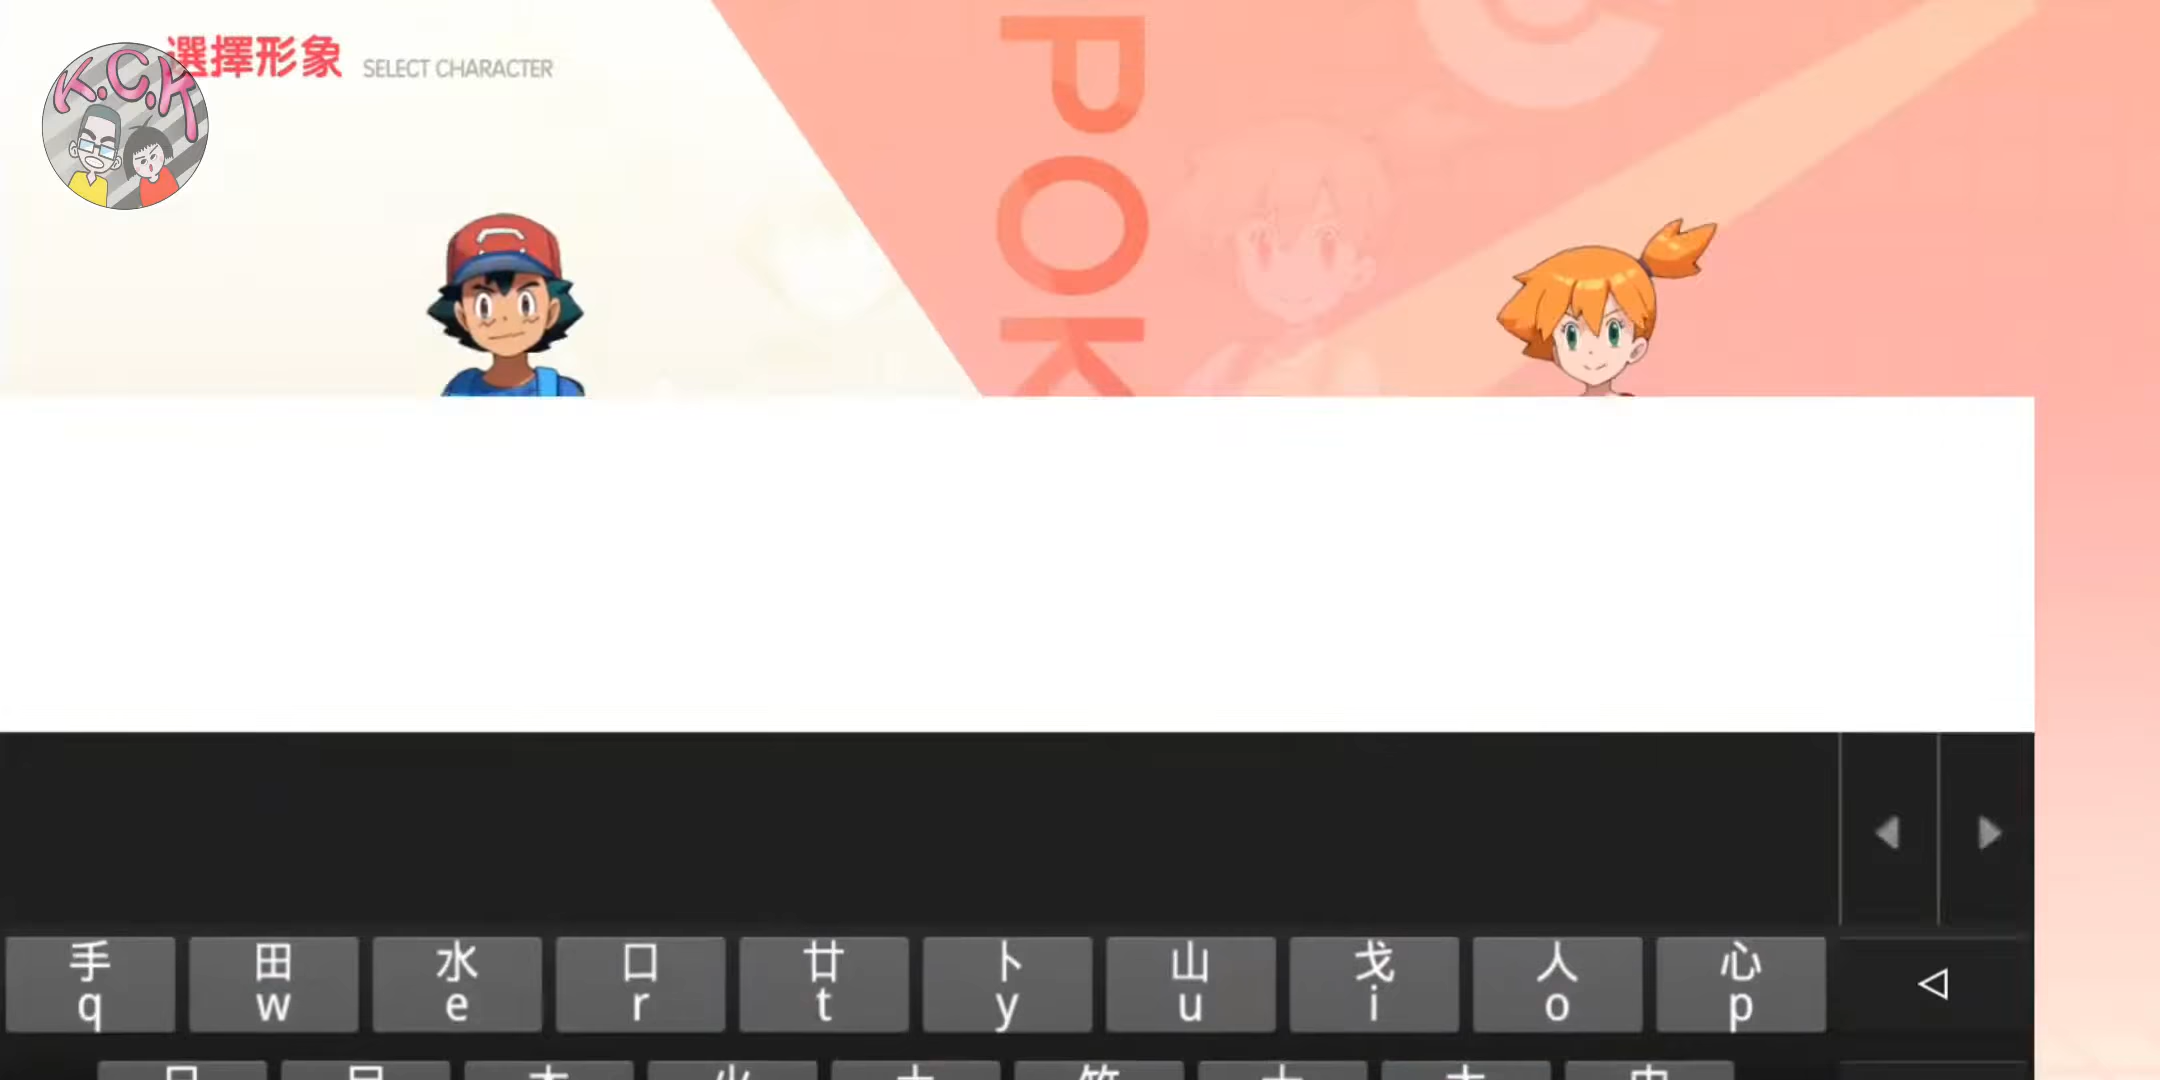 選擇形象 SELECT CHARACTER
K.C.K
POK
手 田 水 口 廿 卜 山 戈 人 心
q w e r t y u i o p